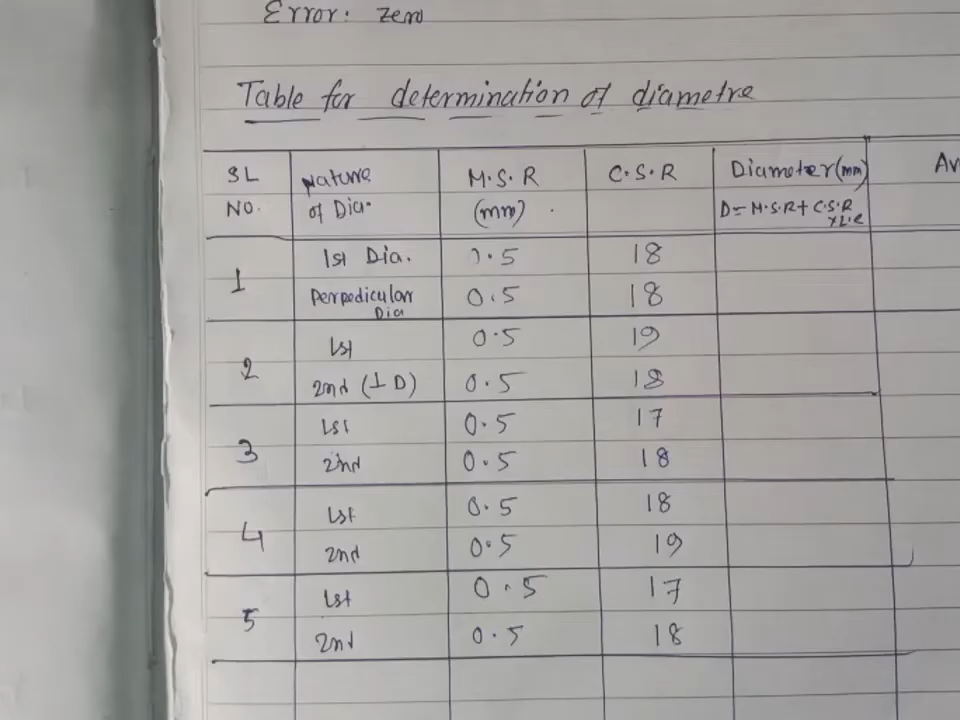 Error: zero
Table for determination of diametre
SL NO. Nature of Dia. M.S.R (mm) C.S.R Diameter(mm) D=M.S.R+C.S.R×L.C
1 1st Dia. 0.5 18
Perpedicular Dia 0.5 18
2 1st 0.5 19
2nd (⊥ D) 0.5 18
3 1st 0.5 17
2nd 0.5 18
4 1st 0.5 18
2nd 0.5 19
5 1st 0.5 17
2nd 0.5 18